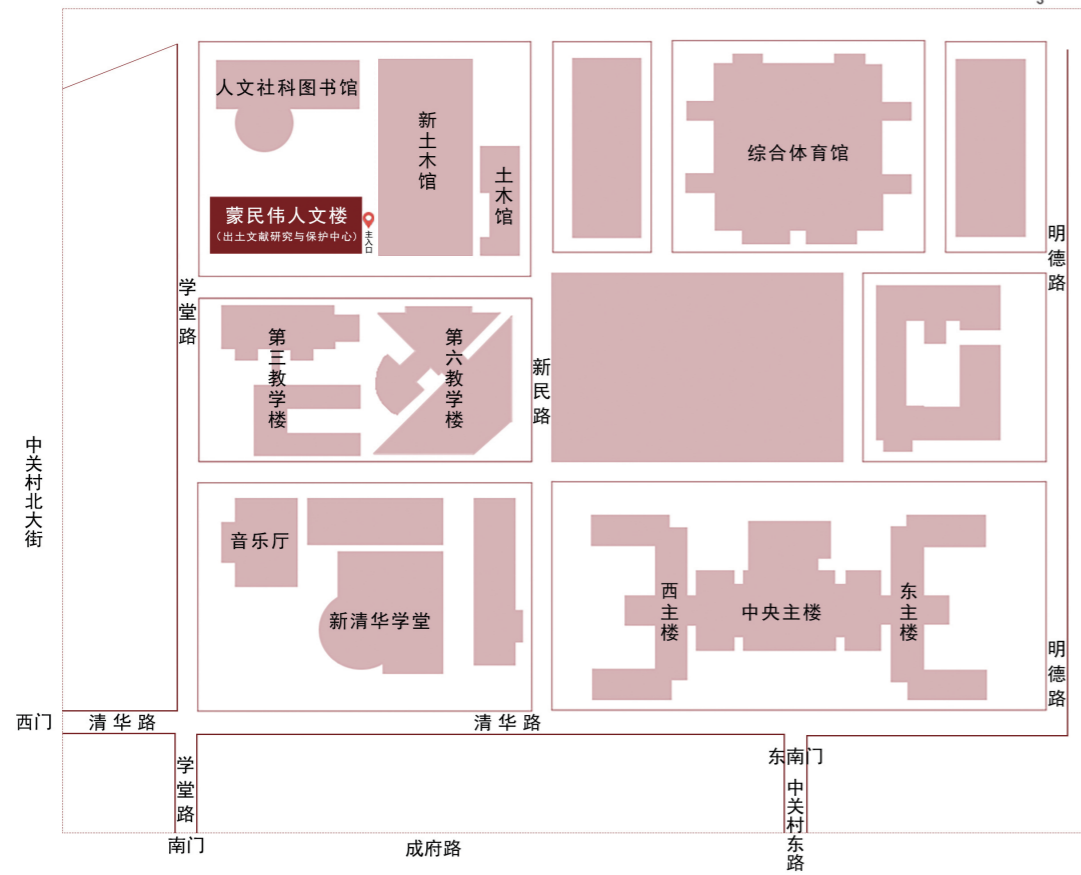 3
人文社科图书馆
新土木馆
土木馆
综合体育馆
蒙民伟人文楼
（出土文献研究与保护中心）
主入口
明德路
学堂路
第三教学楼
第六教学楼
新民路
中关村北大街
音乐厅
新清华学堂
西主楼
中央主楼
东主楼
明德路
西门
清华路
清华路
学堂路
东南门
中关村东路
南门
成府路